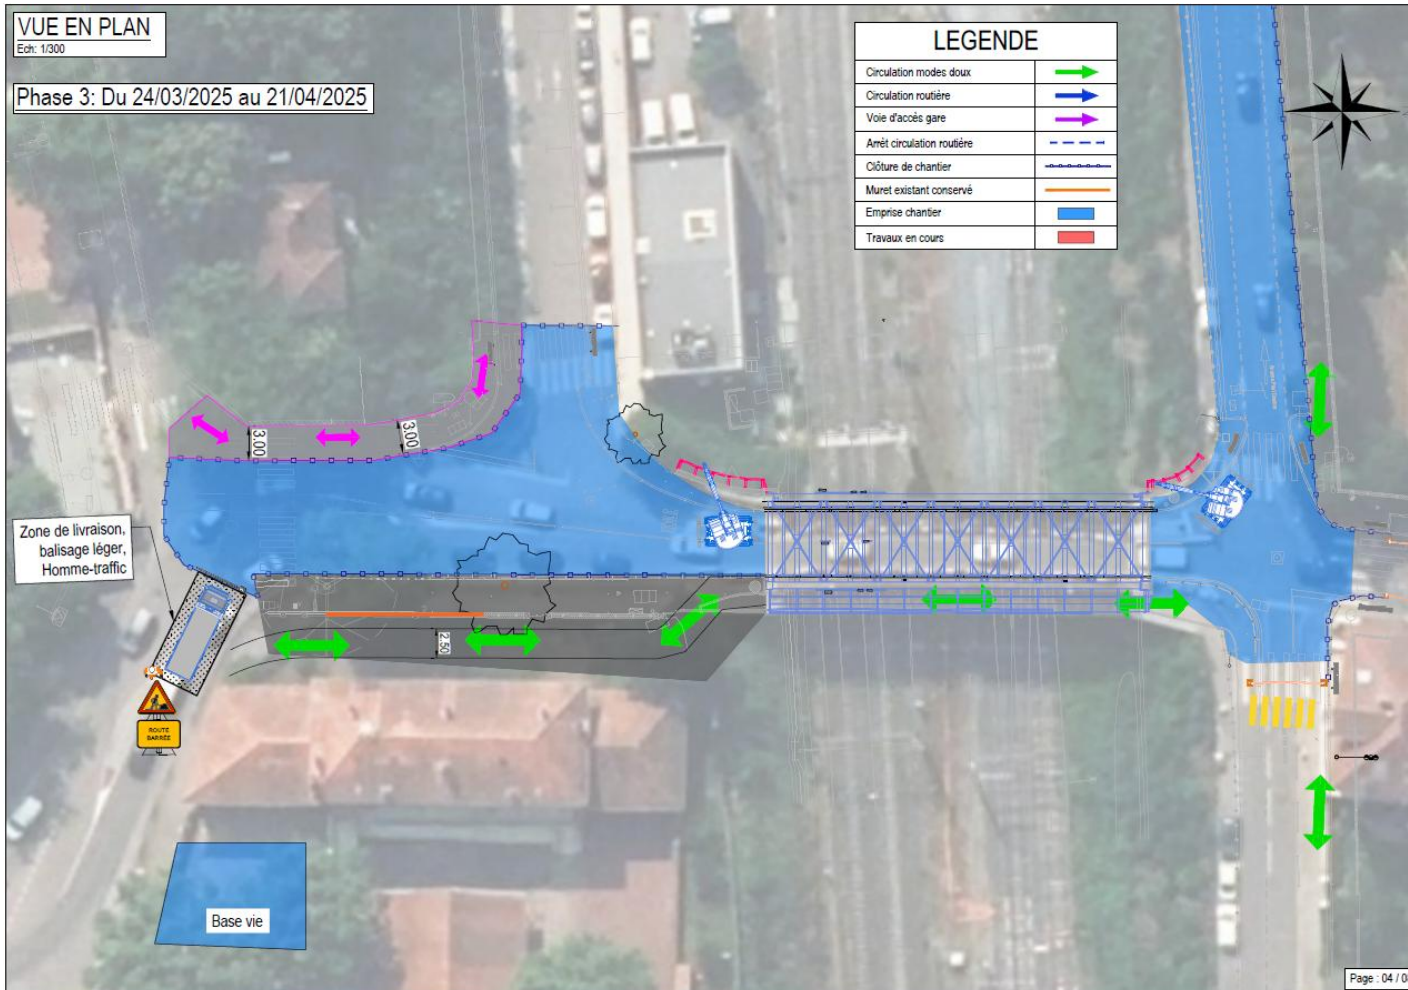 VUE EN PLAN
Ech: 1/300
Phase 3: Du 24/03/2025 au 21/04/2025
LEGENDE
Circulation modes doux
Circulation routière
Voie d'accés gare
Arrêt circulation routière
Clôture de chantier
Muret existant conservé
Emprise chantier
Travaux en cours
3.00
3.00
Zone de livraison,
balisage léger,
Homme-traffic
2.50
ROUTE
BARRÉE
Base vie
Page : 04 / 0